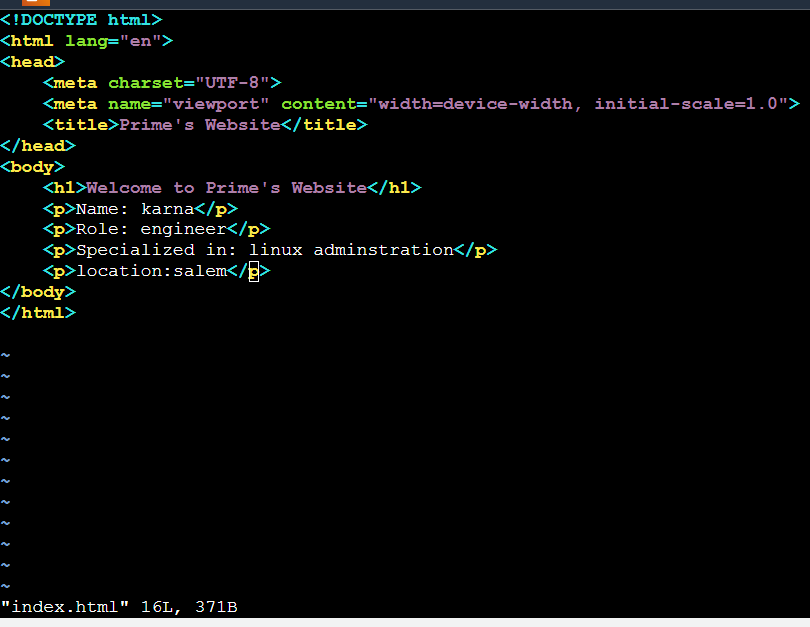 <!DOCTYPE html>
<html lang="en">
<head>
    <meta charset="UTF-8">
    <meta name="viewport" content="width=device-width, initial-scale=1.0">
    <title>Prime's Website</title>
</head>
<body>
    <h1>Welcome to Prime's Website</h1>
    <p>Name: karna</p>
    <p>Role: engineer</p>
    <p>Specialized in: linux adminstration</p>
    <p>location:salem</p>
</body>
</html>
~
~
~
~
~
~
~
~
~
~
~
~
"index.html" 16L, 371B